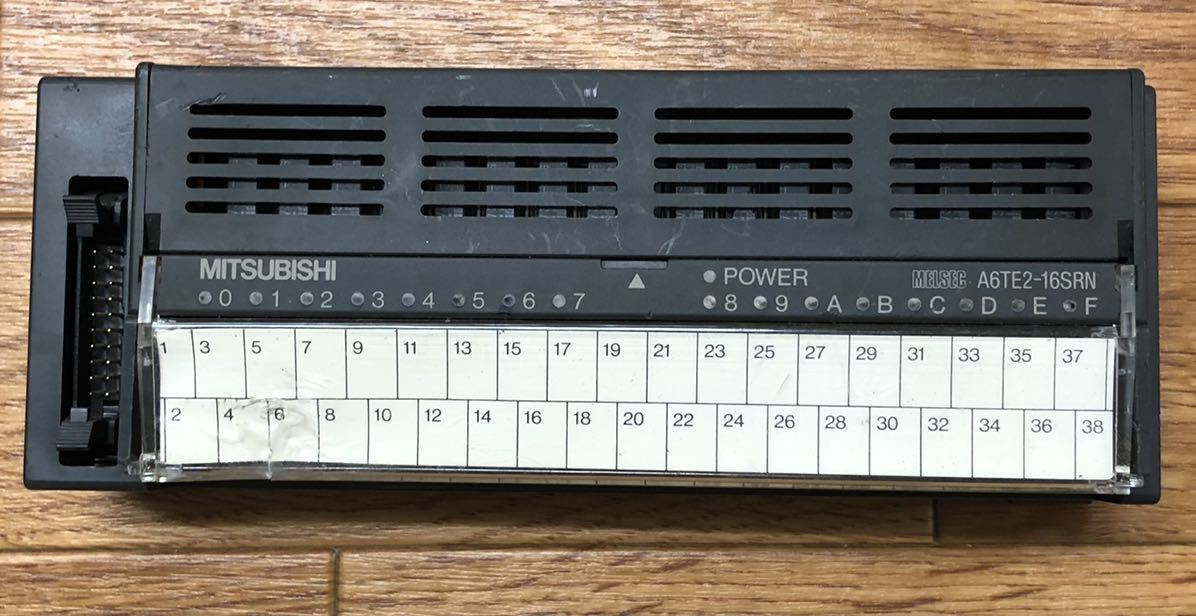 MITSUBISHI
POWER
MELSEC A6TE2-16SRN
0 1 2 3 4 5 6 7 8 9 A B C D E F
1 3 5 7 9 11 13 15 17 19 21 23 25 27 29 31 33 35 37
2 4 6 8 10 12 14 16 18 20 22 24 26 28 30 32 34 36 38